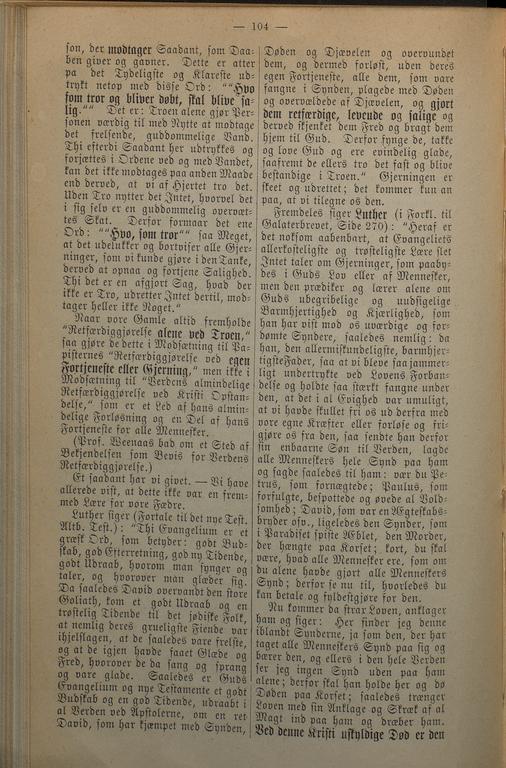 — 104 —
son, der modtager Saadant, som Daa-
ben giver og gavner. Dette er atter
pa det Tydeligste og Klareste ud-
trykt netop med disse Ord: ""Hvo
som tror og bliver døbt, skal blive sa-
lig."" Det er: Troen alene gjør Per-
sonen værdig til med Nytte at modtage
det frelsende, guddommelige Vand.
Thi efterdi Saadant her udtrykkes og
forjættes i Ordene ved og med Vandet,
kan det ikke modtages paa anden Maade
end derved, at vi af Hjertet tro det.
Uden Tro nytter det Intet, hvorvel det
i sig selv er en guddommelig overvæt-
tes Skat. Derfor formaar det ene
Ord: ""Hvo, som tror"" saa Meget,
at det udelukker og bortviser alle Gjer-
ninger, som vi kunde gjøre i den Tanke,
derved at opnaa og fortjene Salighed.
Thi det er en afgjort Sag, hvad der
ikke er Tro, udretter Intet dertil, mod-
tager heller ikke Noget."
Naar vore Gamle altid fremholde
"Retfærdiggjørelse alene ved Troen,"
saa gjøre de dette i Modsætning til Pa-
pisternes "Retfærdiggjørelse ved egen
Fortjeneste eller Gjerning," men ikke i
Modsætning til "Verdens almindelige
Retfærdiggjørelse ved Kristi Opstan-
delse," som er et Led af hans almin-
delige Forløsning og en Del af hans
Fortjeneste for alle Mennesker.
(Prof. Weenaas bad om et Sted af
Bekjendelsen som Bevis for Verdens
Retfærdiggjørelse.)
Et saadant har vi givet. — Vi have
allerede vist, at dette ikke var en frem-
med Lære for vore Fædre.
Luther siger (Fortale til det nye Test.
Altb. Test.): "Thi Evangelium er et
græsk Ord, som betyder: godt Bud-
skab, god Efterretning, god ny Tidende,
godt Udraab, hvorom man synger og
taler, og hvorover man glæder sig.
Da saaledes David overvandt den store
Goliath, kom et godt Udraab og en
trøstelig Tidende til det jødiske Folk,
at nemlig deres gruelige Fiende var
ihjelslagen, at de saaledes vare frelste,
og at de igjen havde faaet Glæde og
Fred, hvorover de da sang og sprang
og vare glade. Saaledes er Guds
Evangelium og nye Testamente et godt
Budskab og en god Tidende, udraabt i
al Verden ved Apostlerne, om en ret
David, som har kjæmpet med Synden,
Døden og Djævelen og overvundet
dem, og dermed forløst, uden deres
egen Fortjeneste, alle dem, som vare
fangne i Synden, plagede med Døden
og overvældede af Djævelen, og gjort
dem retfærdige, levende og salige og
derved skjenket dem Fred og bragt dem
hjem til Gud. Derfor synge de, takke
og love Gud og ere evindelig glade,
saafremt de ellers tro det fast og blive
bestandige i Troen." Gjerningen er
skeet og udrettet; det kommer kun an
paa, at vi tilegne os den.
Fremdeles siger Luther (i Forkl. til
Galaterbrevet, Side 270): "Heraf er
det noksom aabenbart, at Evangeliets
allerkosteligste og trøsteligste Lære slet
Intet taler om Gjerninger, som paaby-
des i Guds Lov eller af Mennesker,
men den prædiker og lærer alene om
Guds ubegribelige og uudsigelige
Barmhjertighed og Kjærlighed, som
han har vist mod os uværdige og for-
dømte Syndere, saaledes nemlig: da
han, den allermiskundeligste, barmhjer-
tigste Fader, saa at vi bleve saa jammer-
ligt undertrykte ved Lovens Forban-
delse og holdte saa stærkt fangne under
den, at det i al Evighed var umuligt,
at vi havde skullet fri os ud derfra med
vore egne Kræfter eller forløse og fri-
gjøre os fra den, saa sendte han derfor
sin enbaarne Søn til Verden, lagde
alle Menneskers hele Synd paa ham
og sagde saaledes til ham: vær du Pe-
trus, som fornægtede; Paulus, som
forfulgte, bespottede og øvede al Vold-
somhed; David, som var en Ægteskabs-
bryder osv., ligeledes den Synder, som
i Paradiset spiste Æblet, den Morder,
der hængte paa Korset; kort, du skal
være, hvad alle Mennesker ere, som om
du alene havde gjort alle Menneskers
Synd; derfor se nu til, hvorledes du
kan betale og fyldestgjøre for den.
Nu kommer da strax Loven, anklager
ham og siger: Her finder jeg denne
iblandt Synderne, ja som den, der har
taget alle Menneskers Synd paa sig og
bærer den, og ellers i den hele Verden
ser jeg ingen Synd uden paa ham
alene; derfor skal han holde her og dø
Døden paa Korset; saaledes trænger
Loven med sin Anklage og Skræk af al
Magt ind paa ham og dræber ham.
Ved denne Kristi uskyldige Død er den